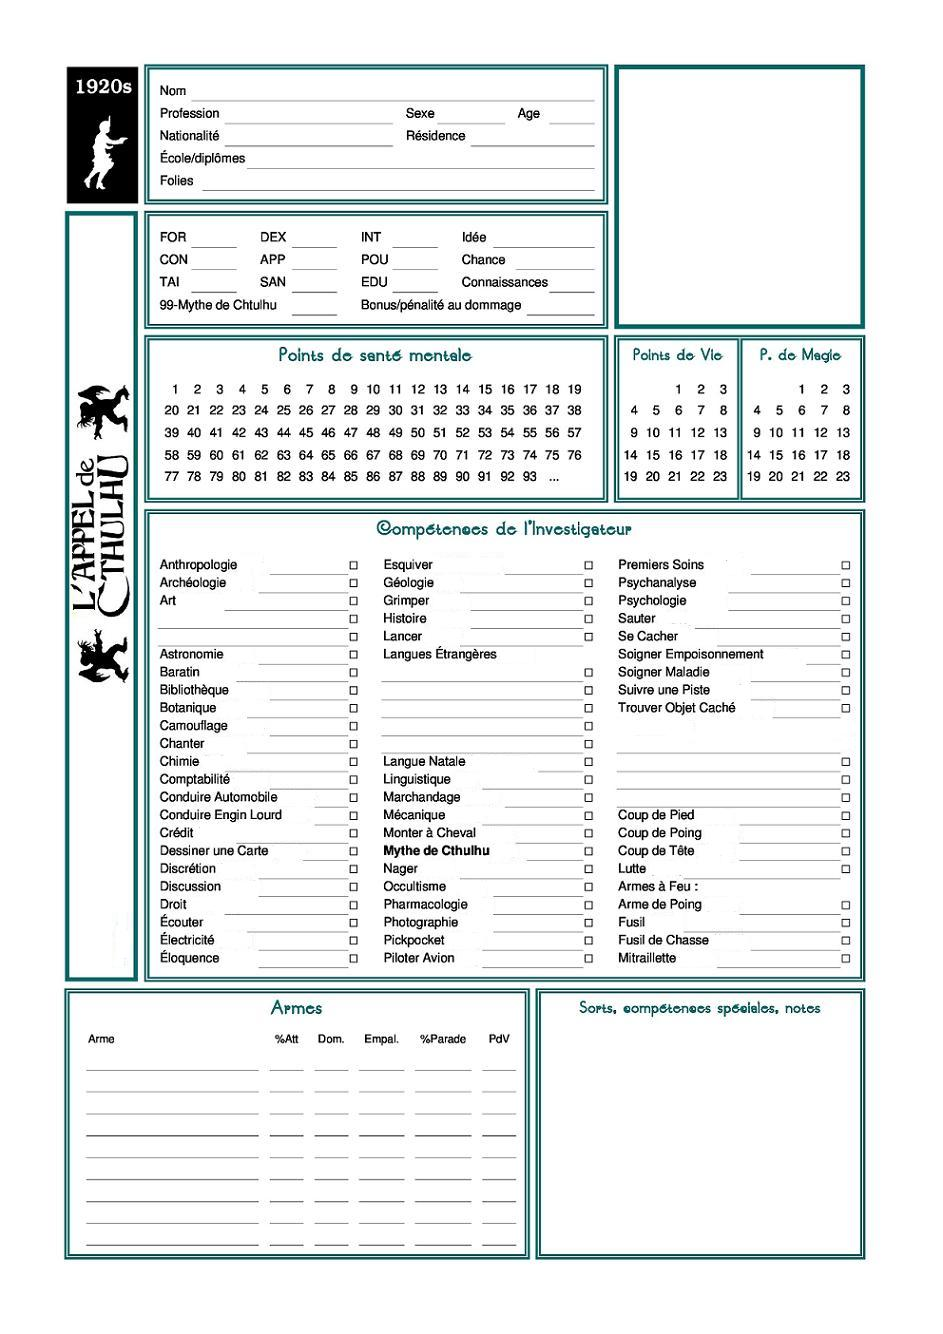 1920s
Nom
Profession Sexe Age
Nationalité Résidence
École/diplômes
Folies
FOR DEX INT Idée
CON APP POU Chance
TAI SAN EDU Connaissances
99-Mythe de Chtulhu Bonus/pénalité au dommage
L'APPEL de CTHULHU
Points de santé mentale
1 2 3 4 5 6 7 8 9 10 11 12 13 14 15 16 17 18 19
20 21 22 23 24 25 26 27 28 29 30 31 32 33 34 35 36 37 38
39 40 41 42 43 44 45 46 47 48 49 50 51 52 53 54 55 56 57
58 59 60 61 62 63 64 65 66 67 68 69 70 71 72 73 74 75 76
77 78 79 80 81 82 83 84 85 86 87 88 89 90 91 92 93 ...
Points de Vie
1 2 3
4 5 6 7 8
9 10 11 12 13
14 15 16 17 18
19 20 21 22 23
P. de Magie
1 2 3
4 5 6 7 8
9 10 11 12 13
14 15 16 17 18
19 20 21 22 23
Compétences de l'Investigateur
Anthropologie
Archéologie
Art
Astronomie
Baratin
Bibliothèque
Botanique
Camouflage
Chanter
Chimie
Comptabilité
Conduire Automobile
Conduire Engin Lourd
Crédit
Dessiner une Carte
Discrétion
Discussion
Droit
Écouter
Électricité
Éloquence
Esquiver
Géologie
Grimper
Histoire
Lancer
Langues Étrangères
Langue Natale
Linguistique
Marchandage
Mécanique
Monter à Cheval
Mythe de Cthulhu
Nager
Occultisme
Pharmacologie
Photographie
Pickpocket
Piloter Avion
Premiers Soins
Psychanalyse
Psychologie
Sauter
Se Cacher
Soigner Empoisonnement
Soigner Maladie
Suivre une Piste
Trouver Objet Caché
Coup de Pied
Coup de Poing
Coup de Tête
Lutte
Armes à Feu :
Arme de Poing
Fusil
Fusil de Chasse
Mitraillette
Armes
Arme %Att Dom. Empal. %Parade PdV
Sorts, compétences spéciales, notes